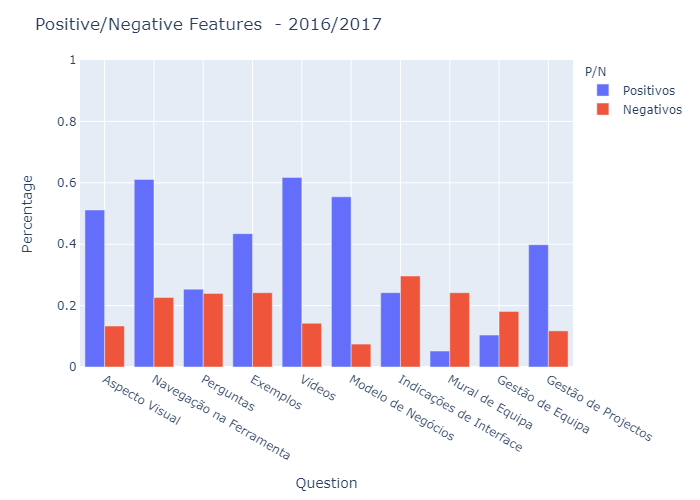 Positive/Negative Features  - 2016/2017
P/N
Positivos
Negativos
Percentage
1
0.8
0.6
0.4
0.2
0
Aspecto Visual
Navegação na Ferramenta
Perguntas
Exemplos
Vídeos
Modelo de Negócios
Indicações de Interface
Mural de Equipa
Gestão de Equipa
Gestão de Projectos
Question